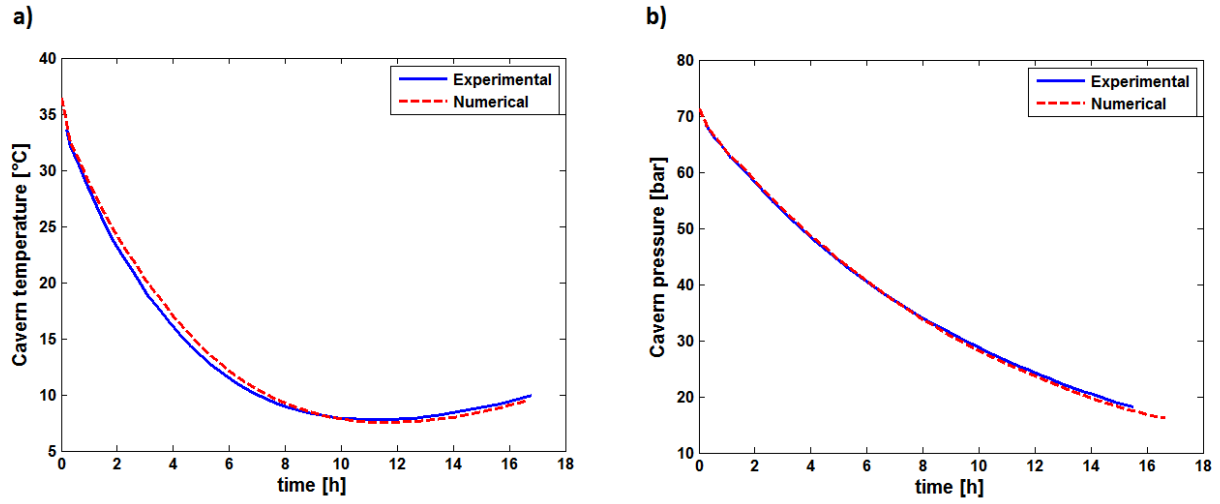 a)
Cavern temperature [°C]
40
35
30
25
20
15
10
5
0 2 4 6 8 10 12 14 16 18
time [h]
Experimental
Numerical
b)
Cavern pressure [bar]
80
70
60
50
40
30
20
10
0 2 4 6 8 10 12 14 16 18
time [h]
Experimental
Numerical